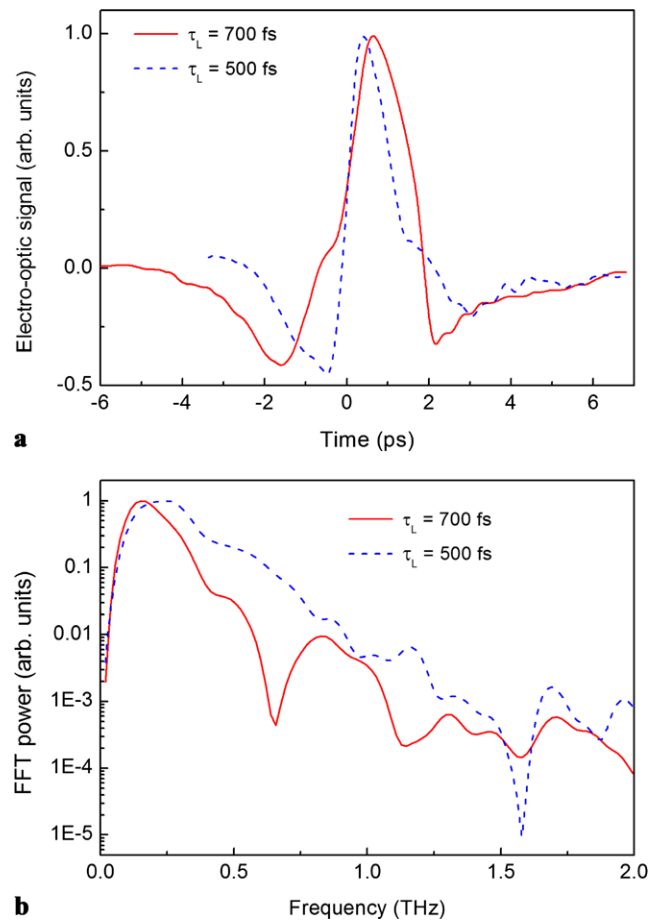 1.0
0.5
0.0
-0.5
Electro-optic signal (arb. units)
τL = 700 fs
τL = 500 fs
-6 -4 -2 0 2 4 6
Time (ps)
a
1
0.1
0.01
1E-3
1E-4
1E-5
FFT power (arb. units)
τL = 700 fs
τL = 500 fs
0.0 0.5 1.0 1.5 2.0
Frequency (THz)
b